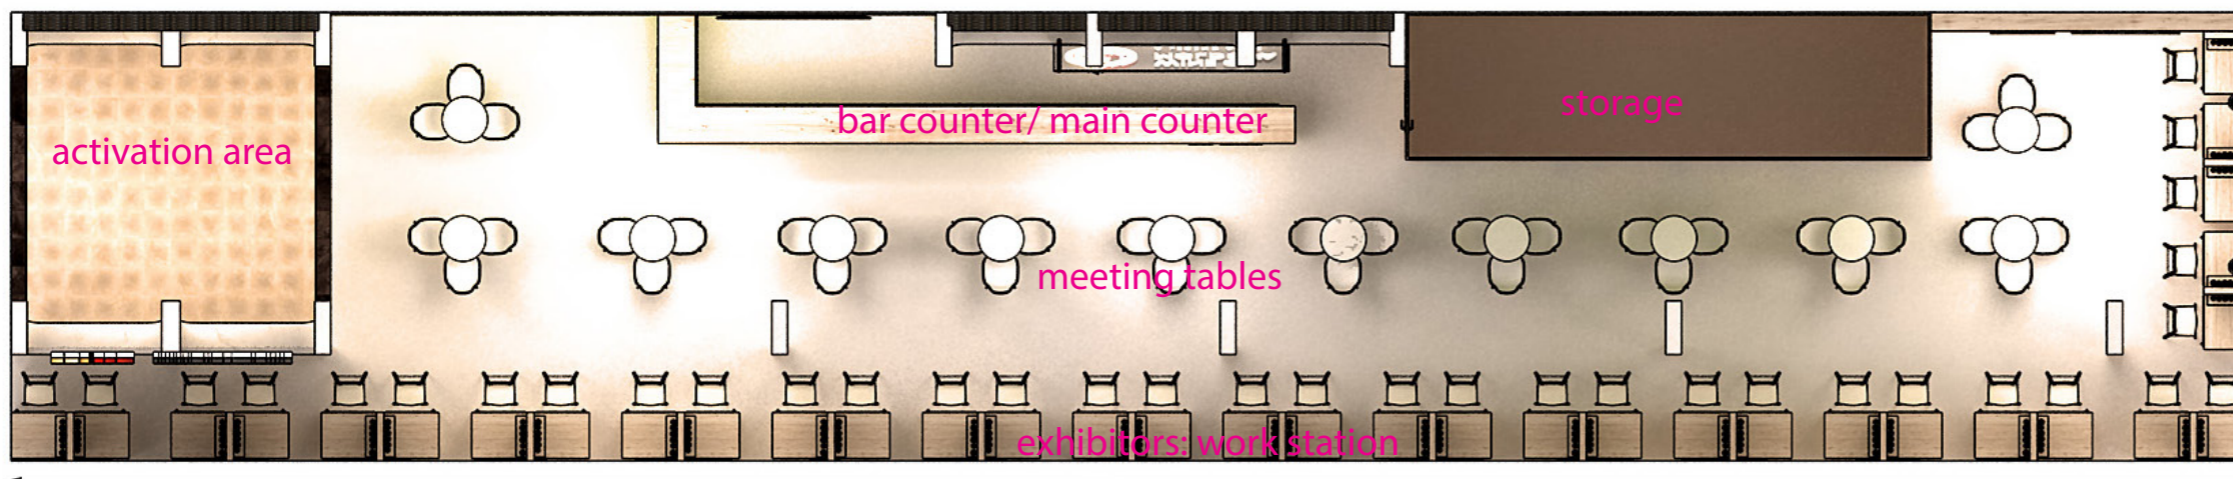 storage
bar counter/ main counter
activation area
meeting tables
exhibitors: work station